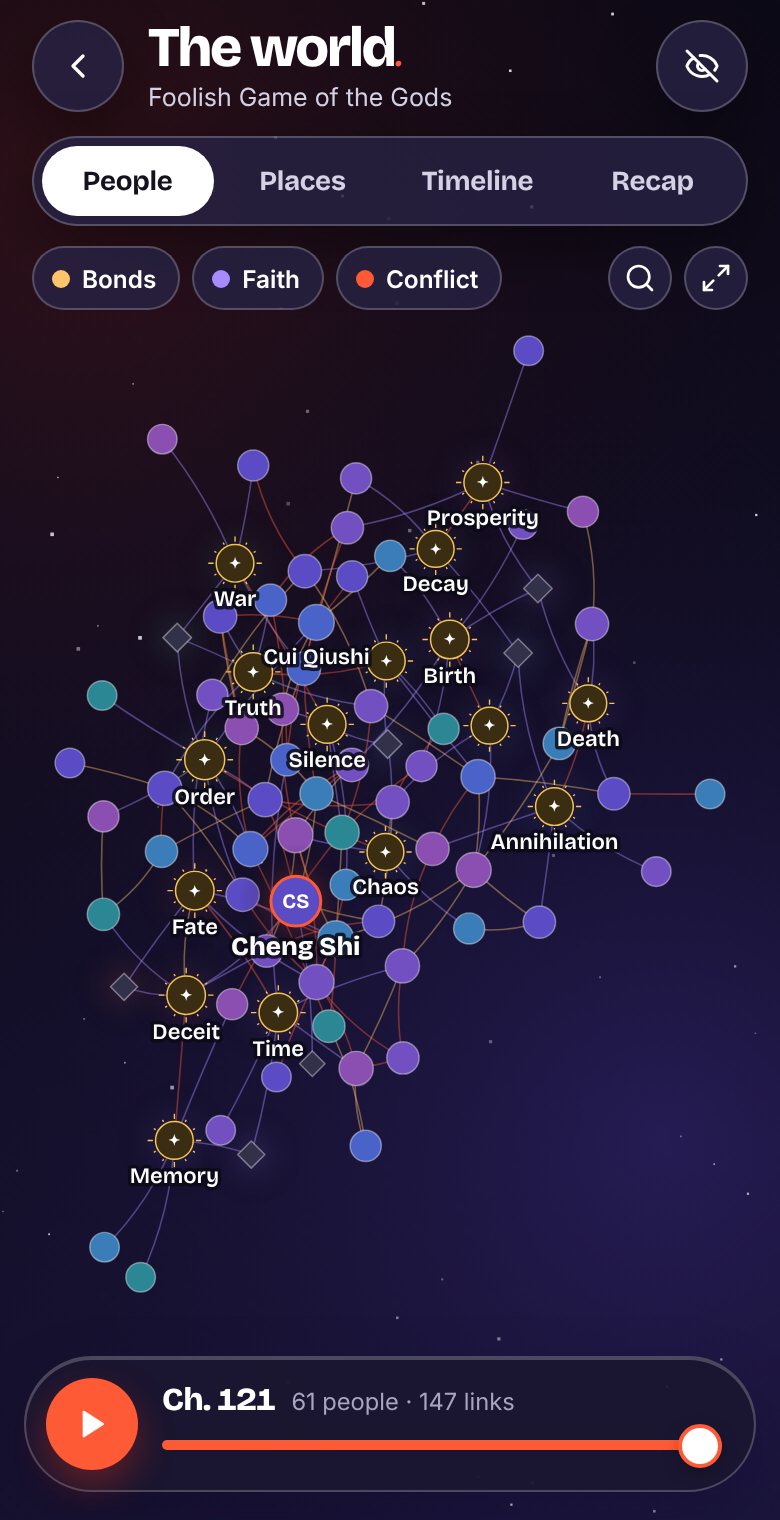 The world.
Foolish Game of the Gods
People
Places
Timeline
Recap
Bonds
Faith
Conflict
Prosperity
Decay
War
Cui Qiushi
Birth
Truth
Silence
Death
Order
Annihilation
Chaos
CS
Fate
Cheng Shi
Deceit
Time
Memory
Ch. 121 61 people · 147 links